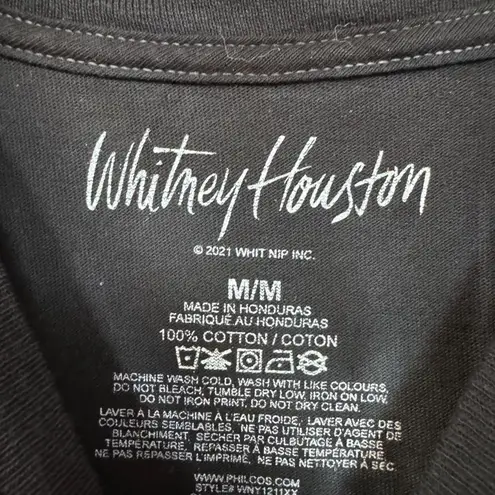 Whitney Houston
© 2021 WHIT NIP INC.
M/M
MADE IN HONDURAS
FABRIQUÉ AU HONDURAS
100% COTTON / COTON
MACHINE WASH COLD, WASH WITH LIKE COLOURS,
DO NOT BLEACH, TUMBLE DRY LOW, IRON ON LOW,
DO NOT IRON PRINT, DO NOT DRY CLEAN.
LAVER À LA MACHINE À L'EAU FROIDE, LAVER AVEC DES
COULEURS SEMBLABLES, NE PAS UTILISER D'AGENT DE
BLANCHIMENT, SÉCHER PAR CULBUTAGE À BASSE
TEMPÉRATURE, REPASSER À BASSE TEMPÉRATURE
NE PAS REPASSER L'IMPRIMÉ, NE PAS NETTOYER À SEC
WWW.PHILCOS.COM
STYLE# WNY1211XX